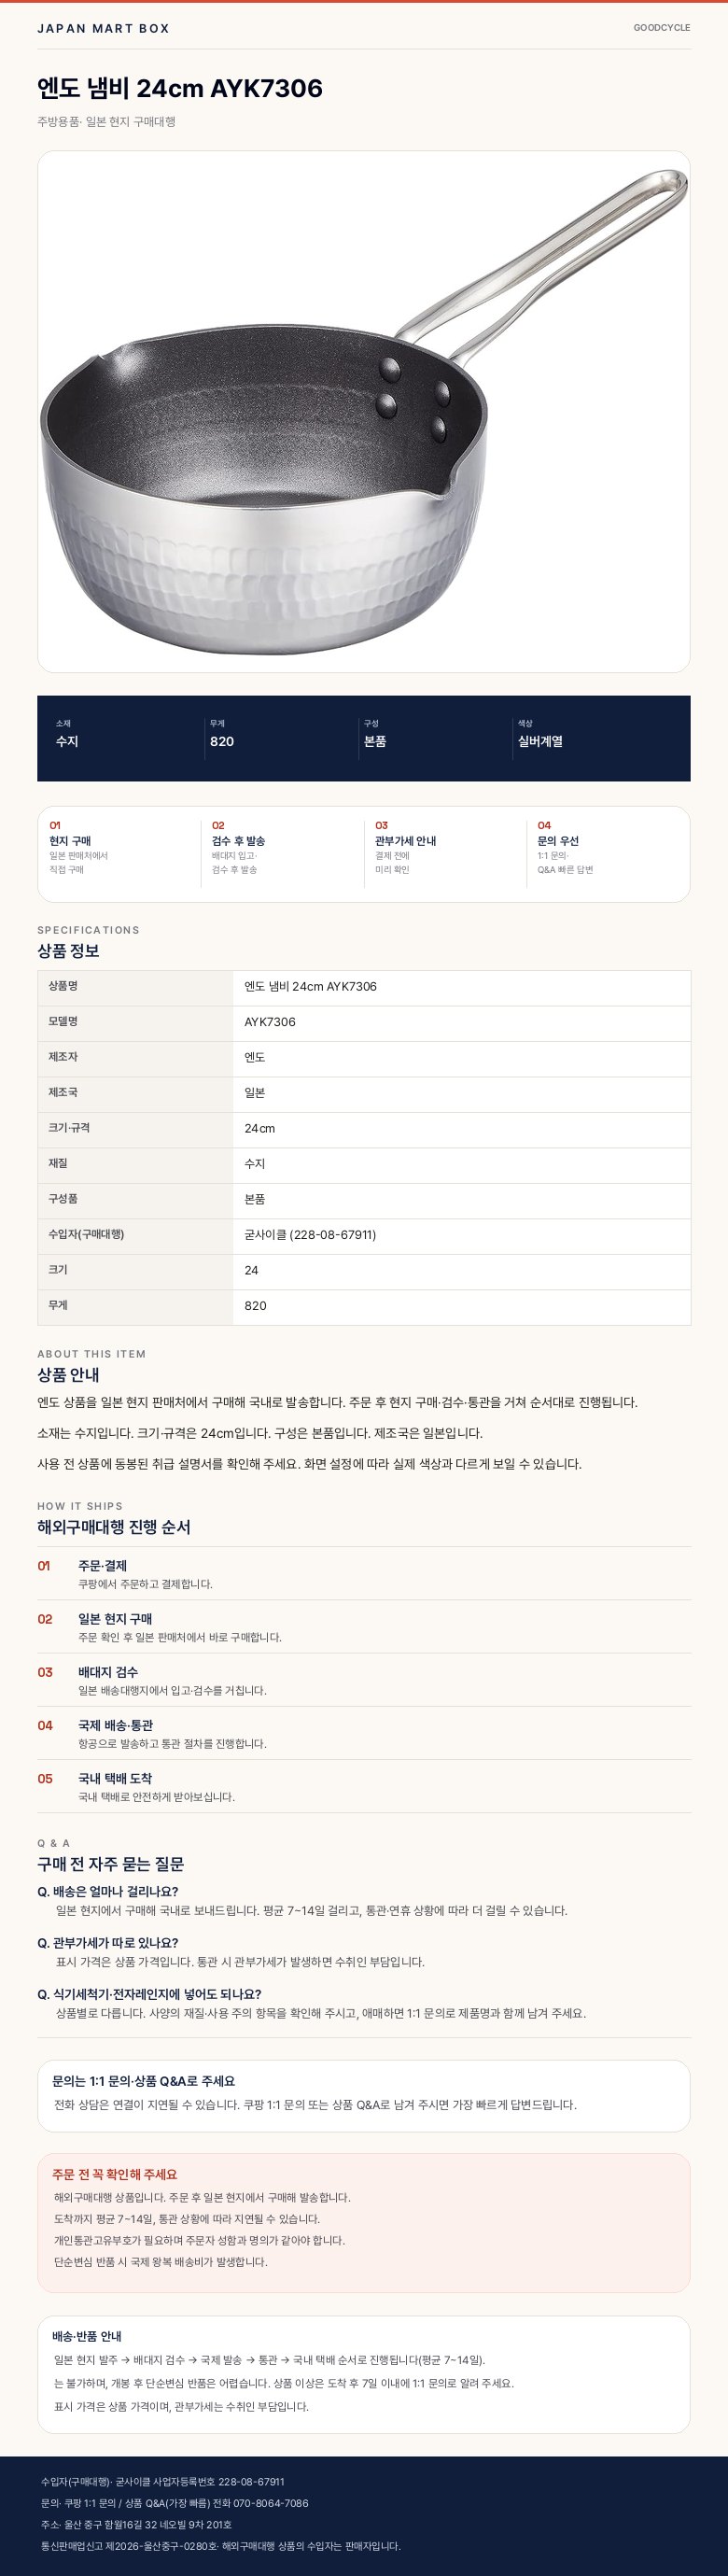 JAPAN MART BOX
GOODCYCLE
엔도 냄비 24cm AYK7306
주방용품· 일본 현지 구매대행
소재
수지
무게
820
구성
본품
색상
실버계열
01
현지 구매
일본 판매처에서
직접 구매
02
검수 후 발송
배대지 입고·
검수 후 발송
03
관부가세 안내
결제 전에
미리 확인
04
문의 우선
1:1 문의·
Q&A 빠른 답변
SPECIFICATIONS
상품 정보
상품명 엔도 냄비 24cm AYK7306
모델명 AYK7306
제조자 엔도
제조국 일본
크기·규격 24cm
재질 수지
구성품 본품
수입자(구매대행) 굳사이클 (228-08-67911)
크기 24
무게 820
ABOUT THIS ITEM
상품 안내
엔도 상품을 일본 현지 판매처에서 구매해 국내로 발송합니다. 주문 후 현지 구매·검수·통관을 거쳐 순서대로 진행됩니다.
소재는 수지입니다. 크기·규격은 24cm입니다. 구성은 본품입니다. 제조국은 일본입니다.
사용 전 상품에 동봉된 취급 설명서를 확인해 주세요. 화면 설정에 따라 실제 색상과 다르게 보일 수 있습니다.
HOW IT SHIPS
해외구매대행 진행 순서
01 주문·결제
쿠팡에서 주문하고 결제합니다.
02 일본 현지 구매
주문 확인 후 일본 판매처에서 바로 구매합니다.
03 배대지 검수
일본 배송대행지에서 입고·검수를 거칩니다.
04 국제 배송·통관
항공으로 발송하고 통관 절차를 진행합니다.
05 국내 택배 도착
국내 택배로 안전하게 받아보십니다.
Q & A
구매 전 자주 묻는 질문
Q. 배송은 얼마나 걸리나요?
일본 현지에서 구매해 국내로 보내드립니다. 평균 7~14일 걸리고, 통관·연휴 상황에 따라 더 걸릴 수 있습니다.
Q. 관부가세가 따로 있나요?
표시 가격은 상품 가격입니다. 통관 시 관부가세가 발생하면 수취인 부담입니다.
Q. 식기세척기·전자레인지에 넣어도 되나요?
상품별로 다릅니다. 사양의 재질·사용 주의 항목을 확인해 주시고, 애매하면 1:1 문의로 제품명과 함께 남겨 주세요.
문의는 1:1 문의·상품 Q&A로 주세요
전화 상담은 연결이 지연될 수 있습니다. 쿠팡 1:1 문의 또는 상품 Q&A로 남겨 주시면 가장 빠르게 답변드립니다.
주문 전 꼭 확인해 주세요
해외구매대행 상품입니다. 주문 후 일본 현지에서 구매해 발송합니다.
도착까지 평균 7~14일, 통관 상황에 따라 지연될 수 있습니다.
개인통관고유부호가 필요하며 주문자 성함과 명의가 같아야 합니다.
단순변심 반품 시 국제 왕복 배송비가 발생합니다.
배송·반품 안내
일본 현지 발주 → 배대지 검수 → 국제 발송 → 통관 → 국내 택배 순서로 진행됩니다(평균 7~14일).
는 불가하며, 개봉 후 단순변심 반품은 어렵습니다. 상품 이상은 도착 후 7일 이내에 1:1 문의로 알려 주세요.
표시 가격은 상품 가격이며, 관부가세는 수취인 부담입니다.
수입자(구매대행)· 굳사이클 사업자등록번호 228-08-67911
문의· 쿠팡 1:1 문의 / 상품 Q&A(가장 빠름) 전화 070-8064-7086
주소· 울산 중구 함월16길 32 네오빌 9차 201호
통신판매업신고 제2026-울산중구-0280호· 해외구매대행 상품의 수입자는 판매자입니다.